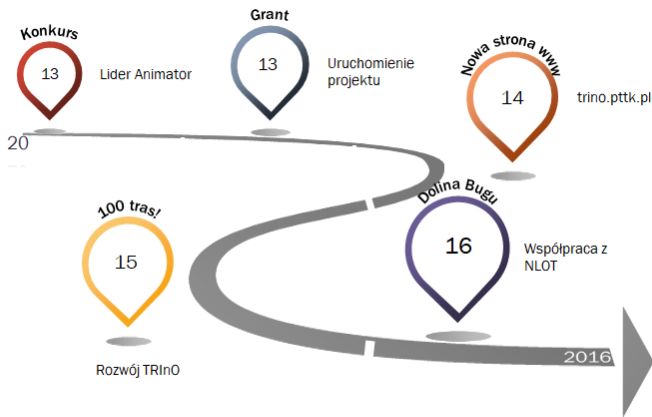 Konkurs
13
Lider Animator
Grant
13
Uruchomienie
projektu
Nowa strona www
14
trino.pttk.pl
20
100 tras!
15
Rozwój TRInO
Dolina Bugu
16
Współpraca z
NLOT
2016